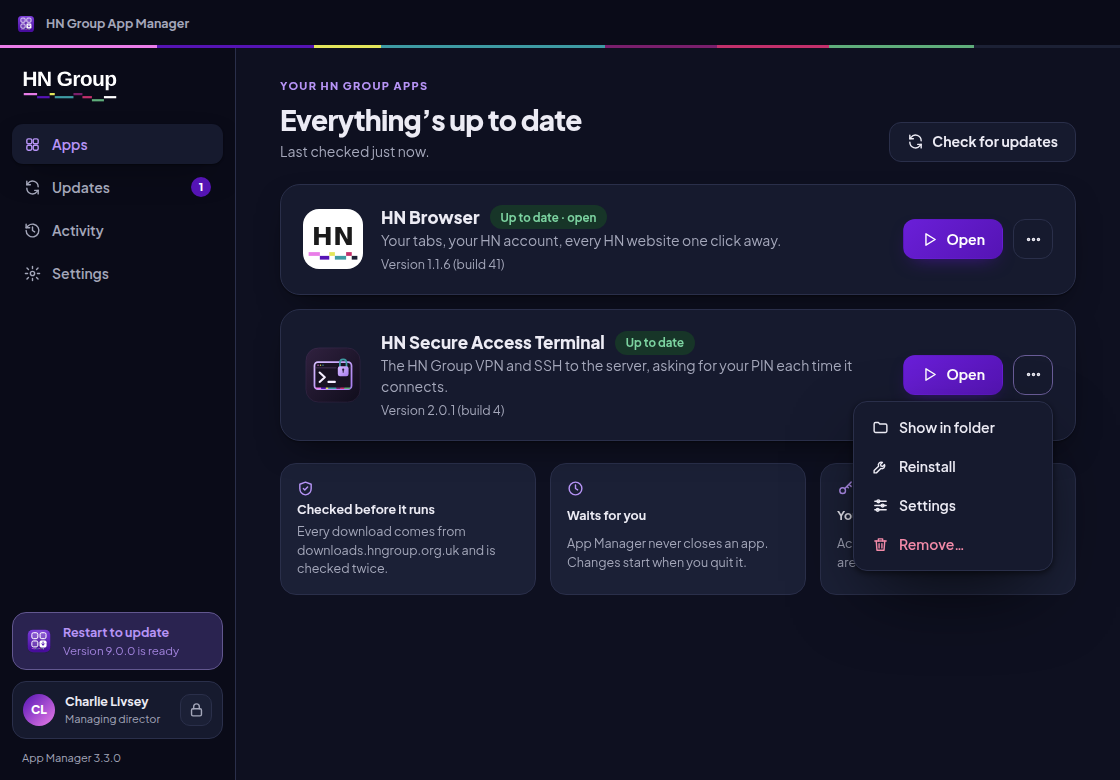 HN Group App Manager
HN Group
Apps
Updates
1
Activity
Settings
Restart to update
Version 9.0.0 is ready
CL
Charlie Livsey
Managing director
App Manager 3.3.0
YOUR HN GROUP APPS
Everything’s up to date
Last checked just now.
Check for updates
HN
HN Browser
Up to date · open
Your tabs, your HN account, every HN website one click away.
Version 1.1.6 (build 41)
Open
HN Secure Access Terminal
Up to date
The HN Group VPN and SSH to the server, asking for your PIN each time it
connects.
Version 2.0.1 (build 4)
Open
Show in folder
Reinstall
Settings
Remove…
Checked before it runs
Every download comes from
downloads.hngroup.org.uk and is
checked twice.
Waits for you
App Manager never closes an app.
Changes start when you quit it.